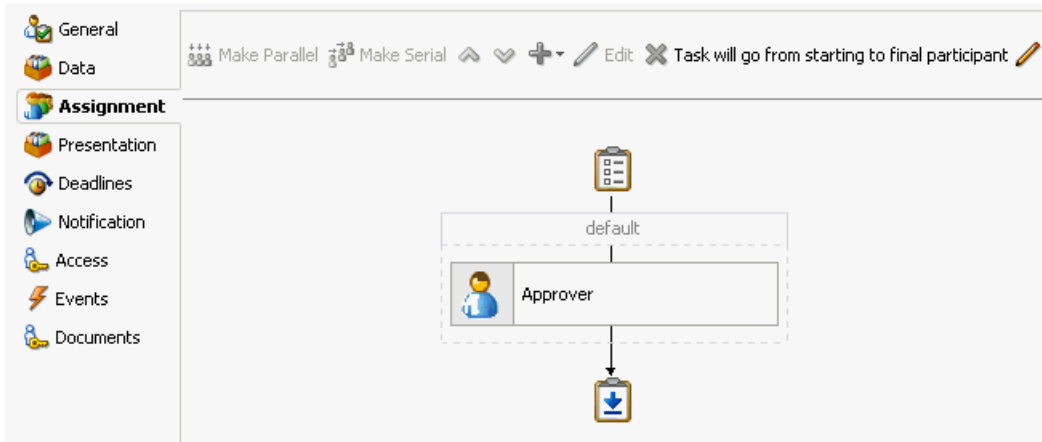 General
Data
Assignment
Presentation
Deadlines
Notification
Access
Events
Documents
Make Parallel Make Serial Edit Task will go from starting to final participant
default
Approver